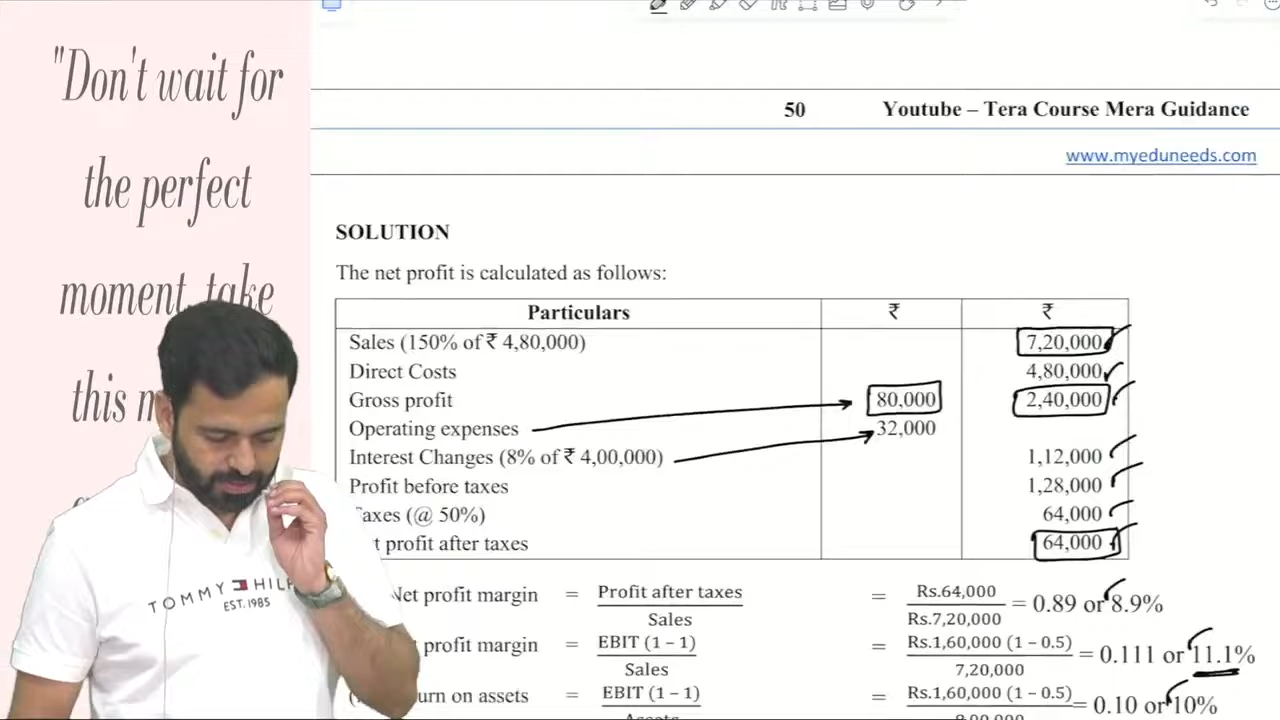 "Don't wait for
the perfect
moment, take
this m
50 Youtube – Tera Course Mera Guidance
www.myeduneeds.com
SOLUTION
The net profit is calculated as follows:
Particulars ₹ ₹
Sales (150% of ₹ 4,80,000) 7,20,000
Direct Costs 4,80,000
Gross profit 80,000 2,40,000
Operating expenses 32,000
Interest Changes (8% of ₹ 4,00,000) 1,12,000
Profit before taxes 1,28,000
Taxes (@ 50%) 64,000
t profit after taxes 64,000
Net profit margin = Profit after taxes / Sales = Rs.64,000 / Rs.7,20,000 = 0.89 or 8.9%
profit margin = EBIT (1 – 1) / Sales = Rs.1,60,000 (1 – 0.5) / 7,20,000 = 0.111 or 11.1%
urn on assets = EBIT (1 – 1) / Assets = Rs.1,60,000 (1 – 0.5) = 0.10 or 10%
TOMMY HILF
EST. 1985